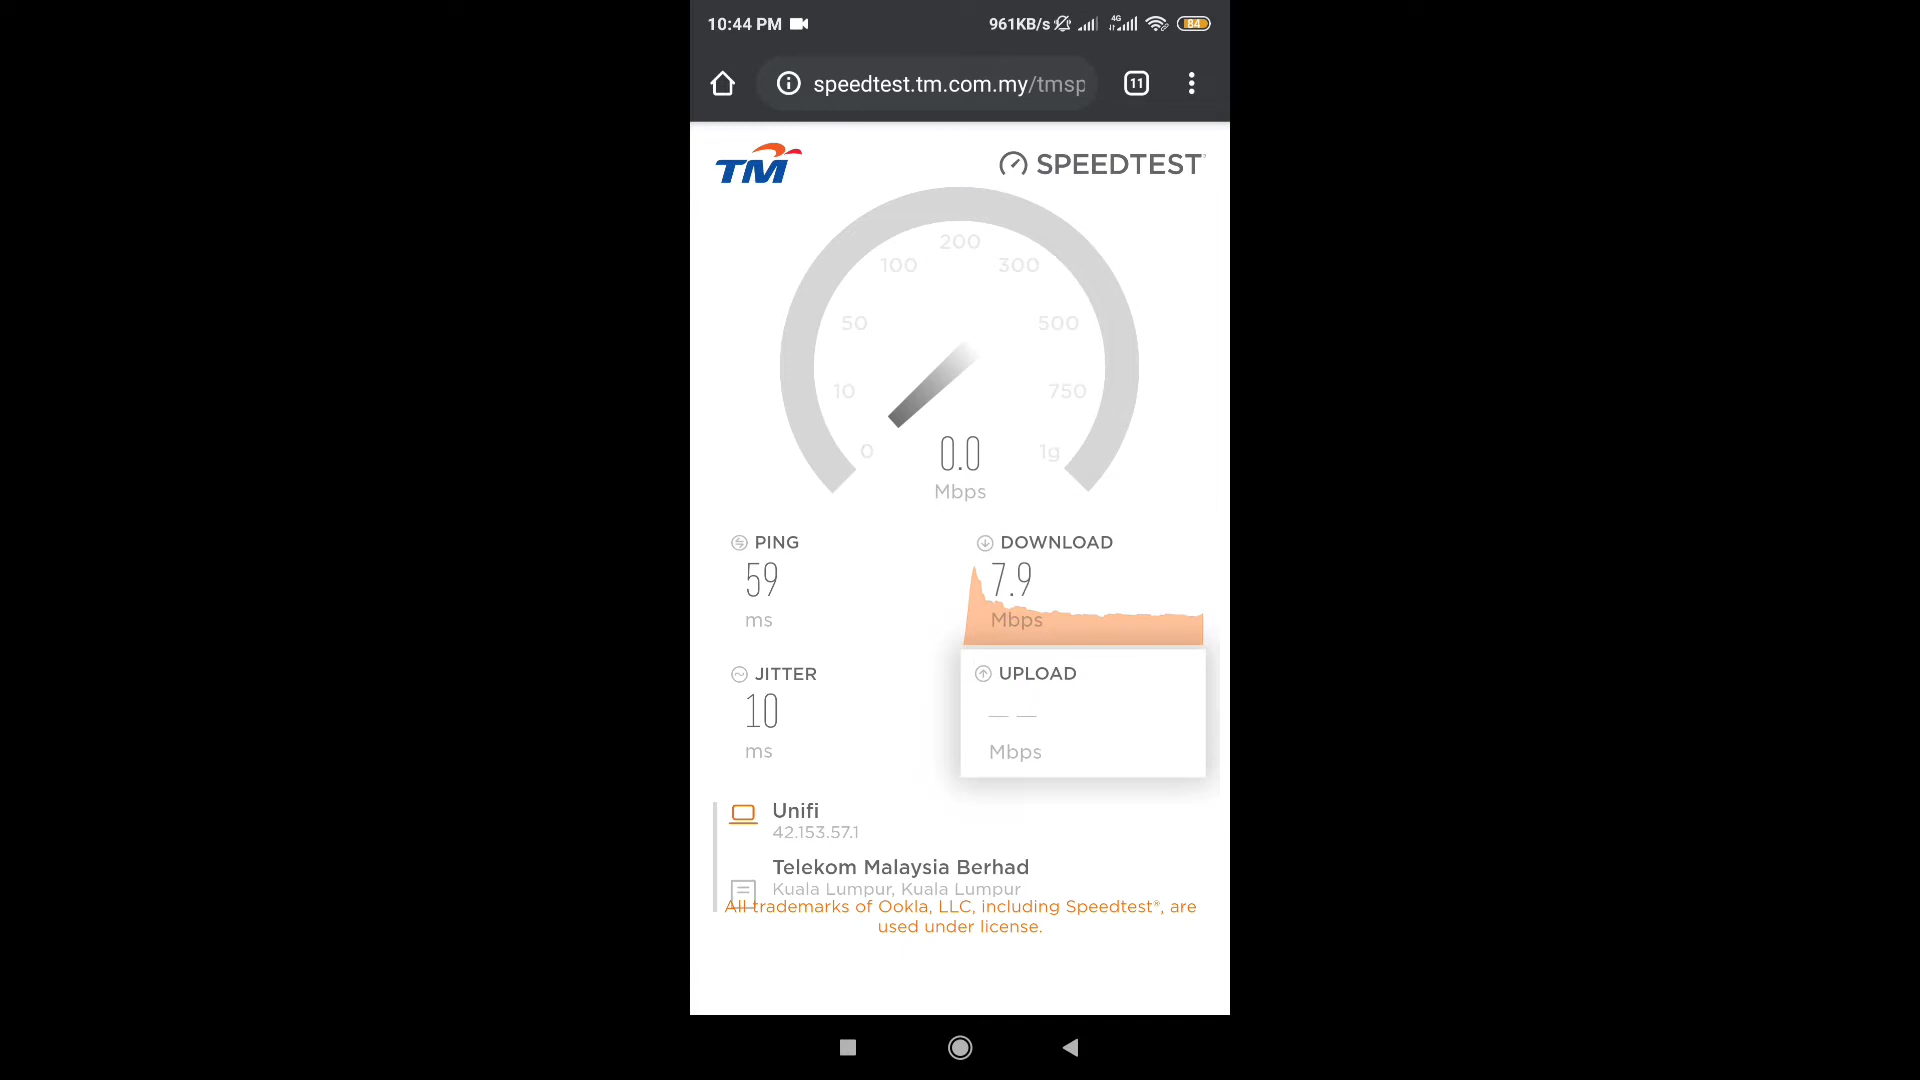 10:44 PM
961KB/s
4G
84
speedtest.tm.com.my/tmsp
11
TM
SPEEDTEST
200
100
300
50
500
10
750
0
1g
0.0
Mbps
PING
59
ms
DOWNLOAD
7.9
Mbps
JITTER
10
ms
UPLOAD
— —
Mbps
Unifi
42.153.57.1
Telekom Malaysia Berhad
Kuala Lumpur, Kuala Lumpur
All trademarks of Ookla, LLC, including Speedtest®, are
used under license.